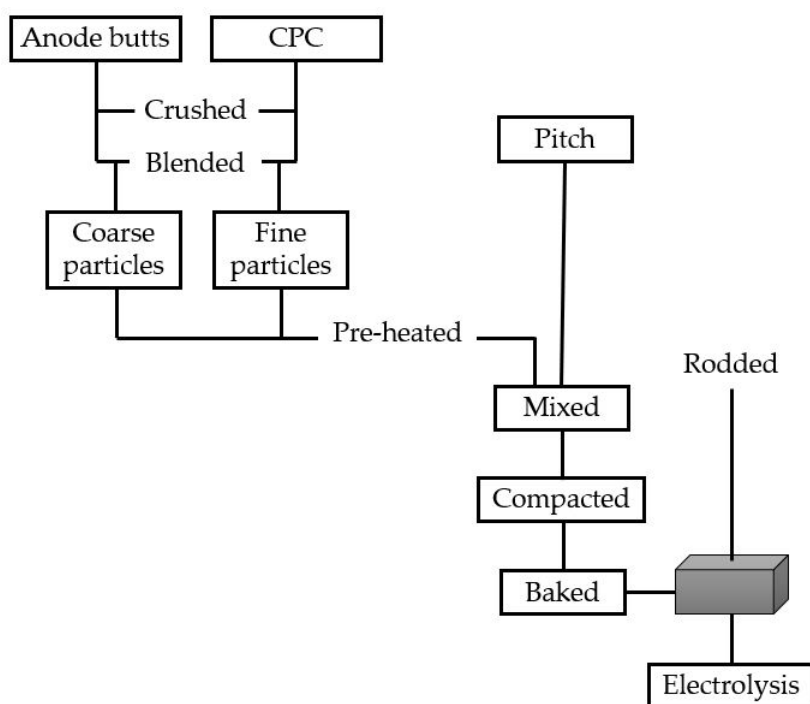 Anode butts
CPC
Crushed
Pitch
Blended
Coarse
particles
Fine
particles
Pre-heated
Rodded
Mixed
Compacted
Baked
Electrolysis